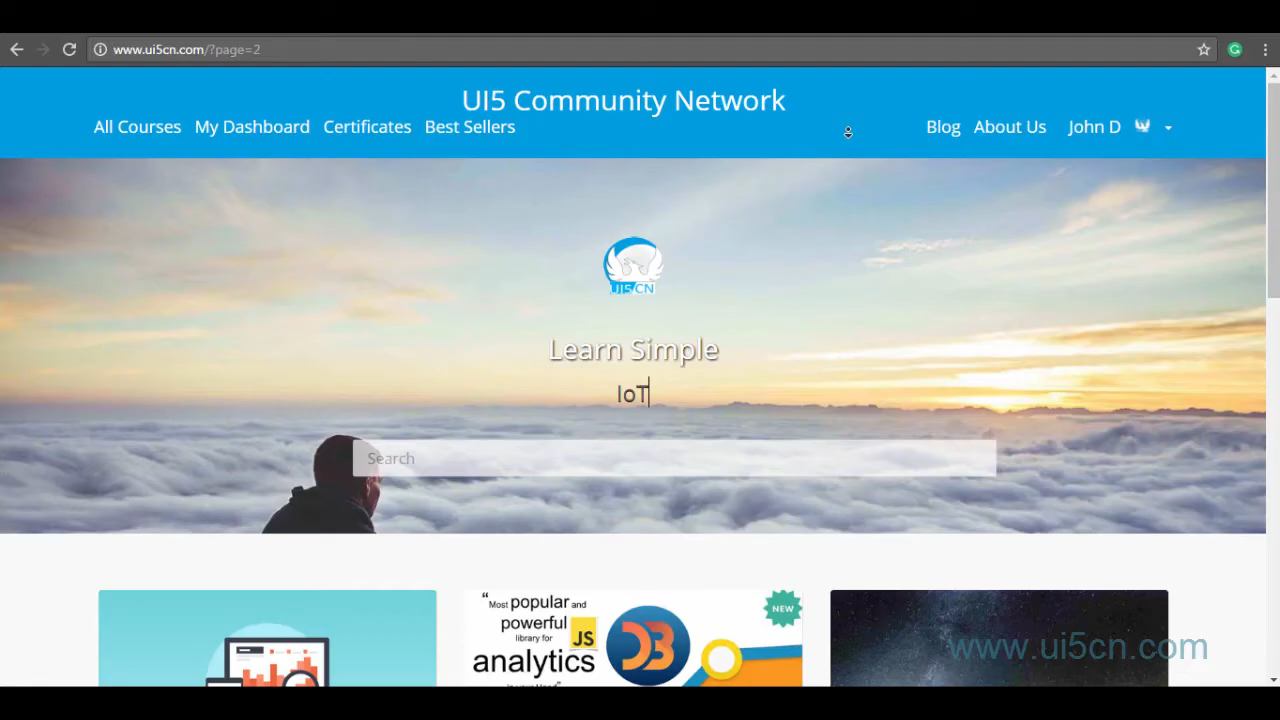 www.ui5cn.com/?page=2
UI5 Community Network
All Courses My Dashboard Certificates Best Sellers Blog About Us John D
UI5CN
Learn Simple
IoT
Search
“Most popular and
powerful
library for
JS
analytics
NEW
www.ui5cn.com